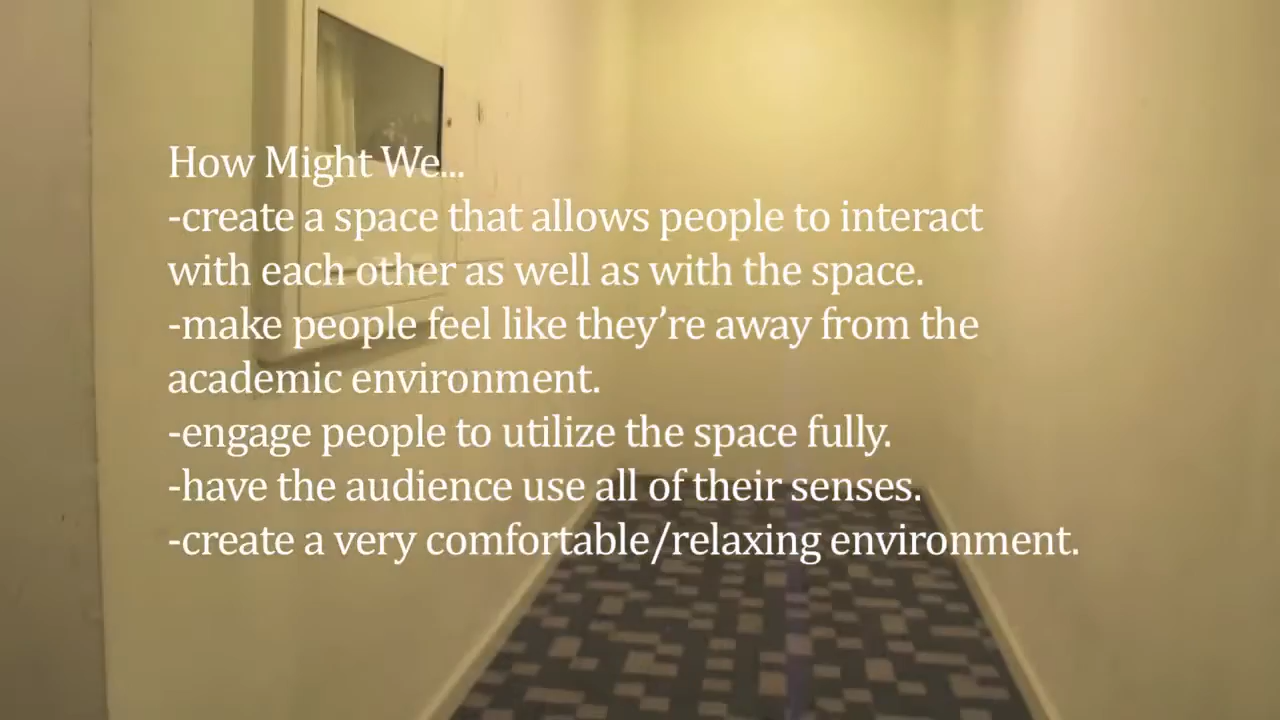 How Might We...
-create a space that allows people to interact
with each other as well as with the space.
-make people feel like they’re away from the
academic environment.
-engage people to utilize the space fully.
-have the audience use all of their senses.
-create a very comfortable/relaxing environment.